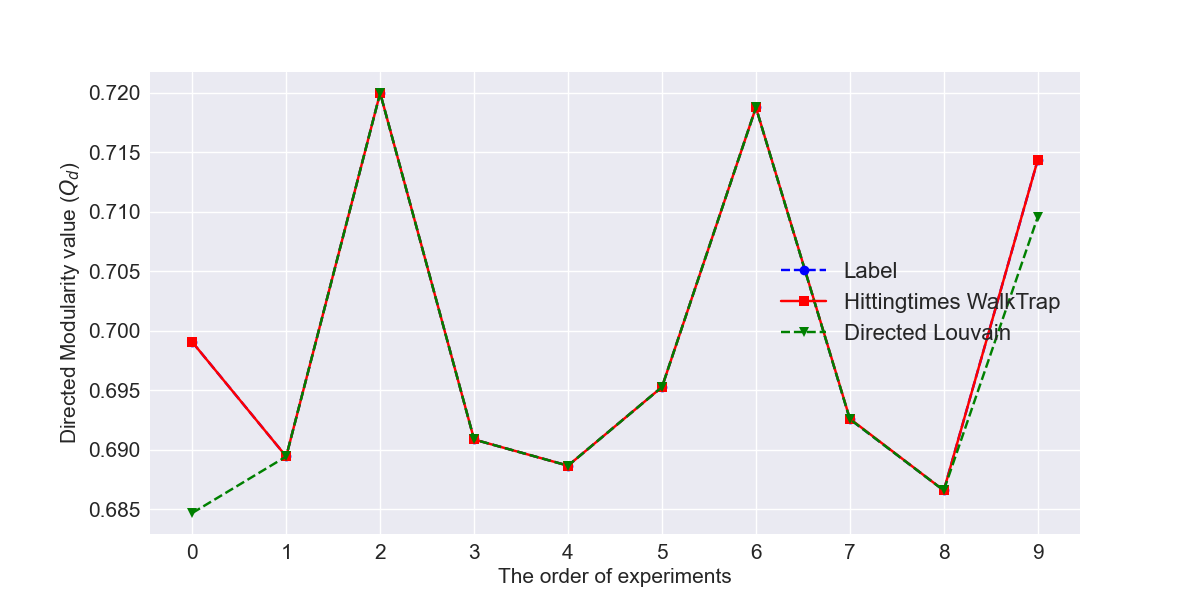 0.720
0.715
0.710
0.705
0.700
0.695
0.690
0.685
Directed Modularity value (Qd)
Label
Hittingtimes WalkTrap
Directed Louvain
0 1 2 3 4 5 6 7 8 9
The order of experiments